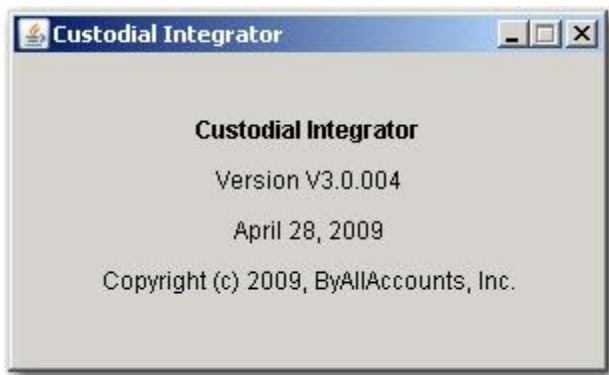 Custodial Integrator
Custodial Integrator
Version V3.0.004
April 28, 2009
Copyright (c) 2009, ByAllAccounts, Inc.